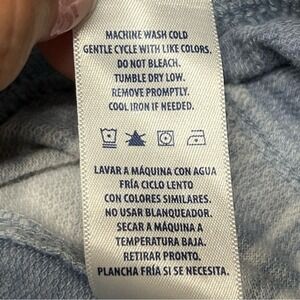 MACHINE WASH COLD
GENTLE CYCLE WITH LIKE COLORS.
DO NOT BLEACH.
TUMBLE DRY LOW.
REMOVE PROMPTLY.
COOL IRON IF NEEDED.
LAVAR A MÁQUINA CON AGUA
FRÍA CICLO LENTO
CON COLORES SIMILARES.
NO USAR BLANQUEADOR.
SECAR A MÁQUINA A
TEMPERATURA BAJA.
RETIRAR PRONTO.
PLANCHA FRÍA SI SE NECESITA.